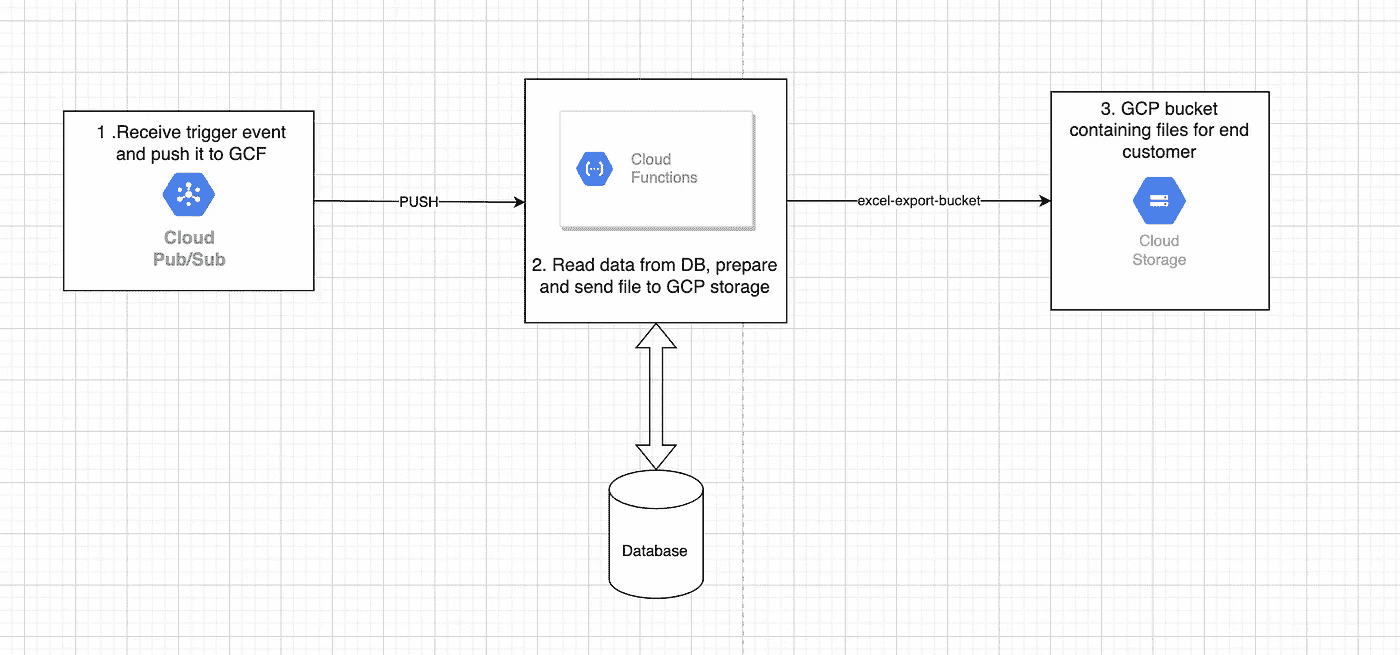 1 .Receive trigger event
and push it to GCF
Cloud
Pub/Sub
PUSH
Cloud
Functions
2. Read data from DB, prepare
and send file to GCP storage
excel-export-bucket
3. GCP bucket
containing files for end
customer
Cloud
Storage
Database